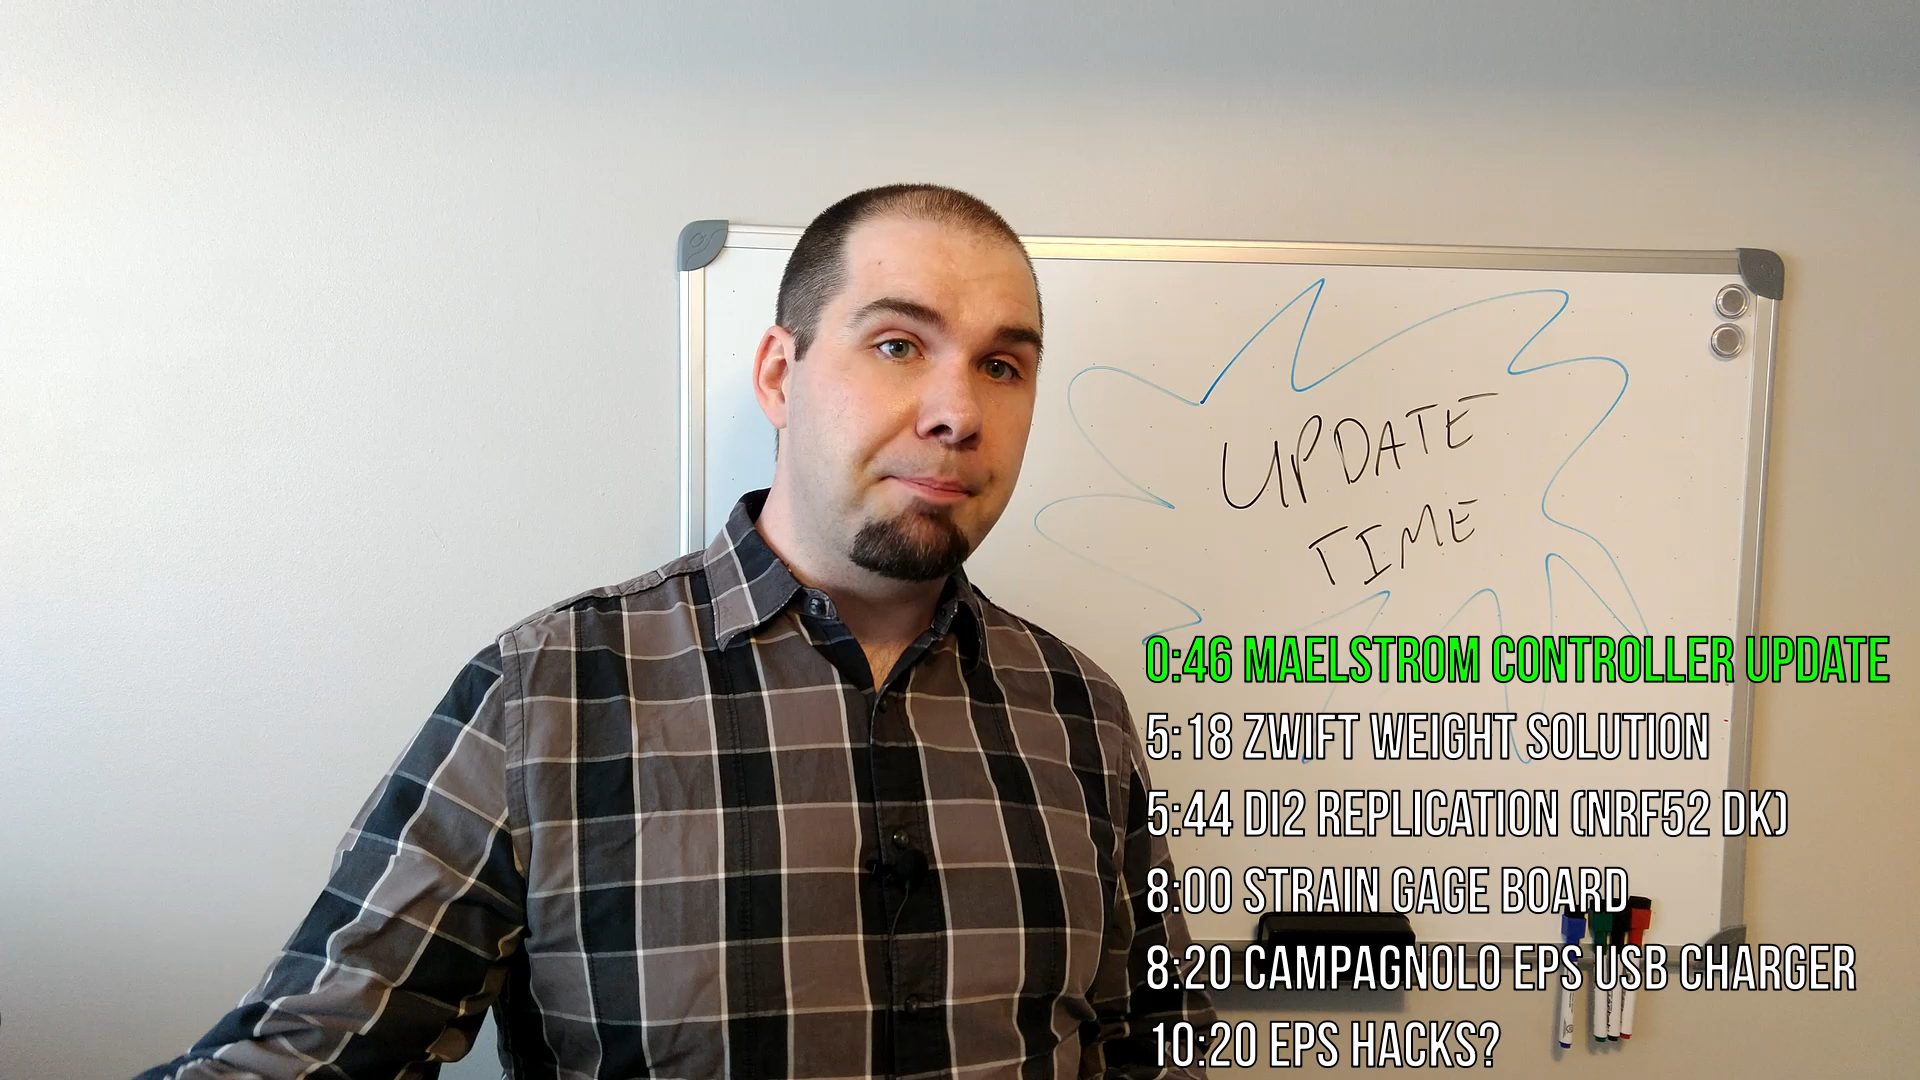 UPDATE
TIME
0:46 MAELSTROM CONTROLLER UPDATE
5:18 ZWIFT WEIGHT SOLUTION
5:44 DI2 REPLICATION (NRF52 DK)
8:00 STRAIN GAGE BOARD
8:20 CAMPAGNOLO EPS USB CHARGER
10:20 EPS HACKS?